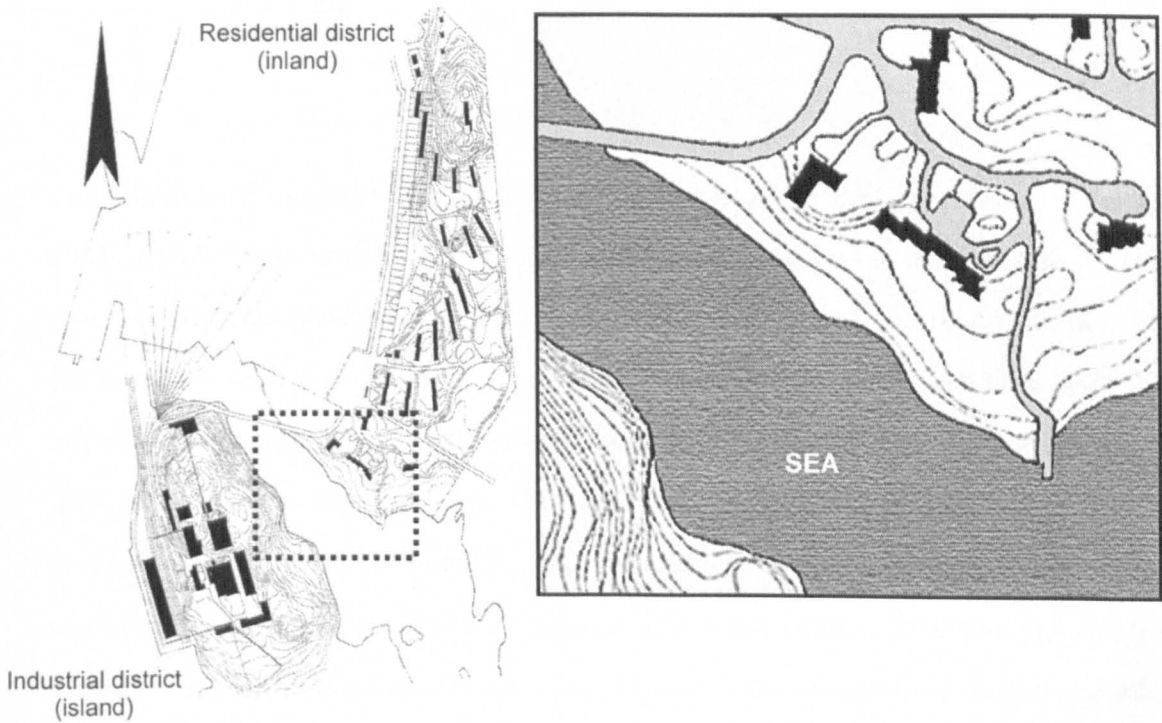 Residential district
(inland)
SEA
Industrial district
(island)